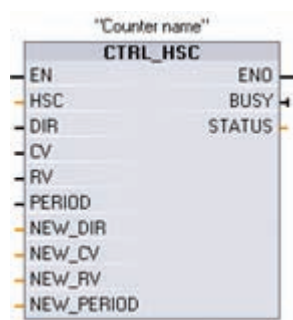 "Counter name"
CTRL_HSC
EN ENO
HSC BUSY
DIR STATUS
CV
RV
PERIOD
NEW_DIR
NEW_CV
NEW_RV
NEW_PERIOD